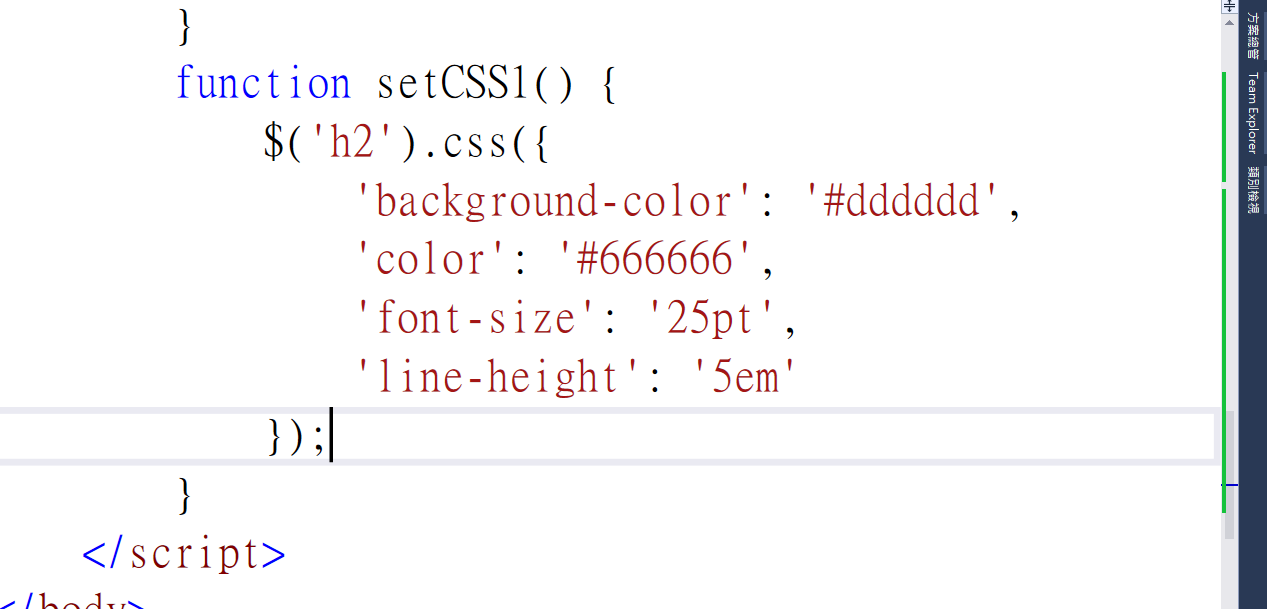 }
function setCSS1() {
$('h2').css({
'background-color': '#dddddd',
'color': '#666666',
'font-size': '25pt',
'line-height': '5em'
});
}
</script>
</body>
方案總管
Team Explorer
類別檢視